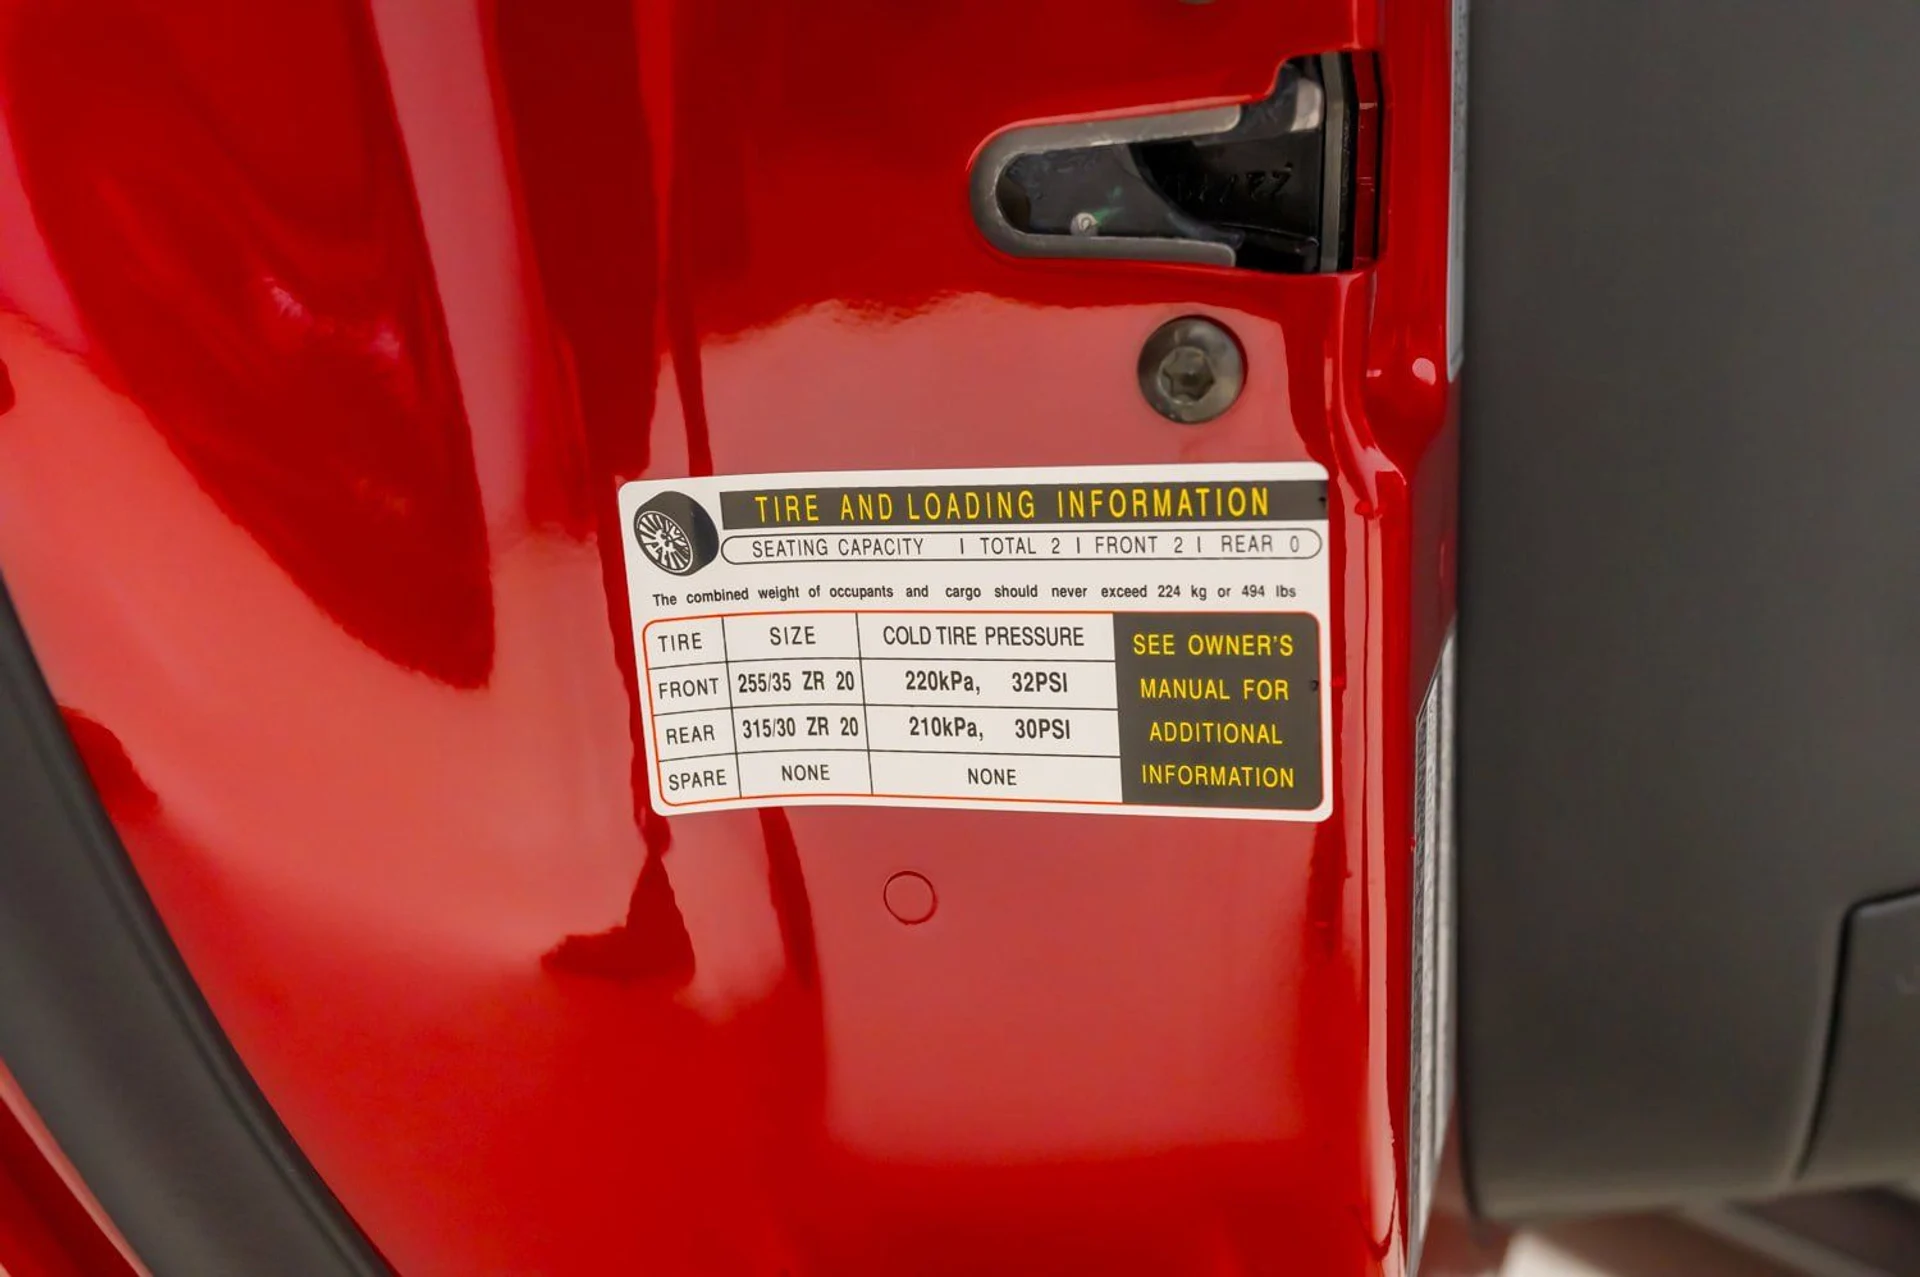 TIRE AND LOADING INFORMATION
SEATING CAPACITY | TOTAL 2 | FRONT 2 | REAR 0
The combined weight of occupants and cargo should never exceed 224 kg or 494 lbs
TIRE SIZE COLD TIRE PRESSURE
FRONT 255/35 ZR 20 220kPa, 32PSI
REAR 315/30 ZR 20 210kPa, 30PSI
SPARE NONE NONE
SEE OWNER'S
MANUAL FOR
ADDITIONAL
INFORMATION